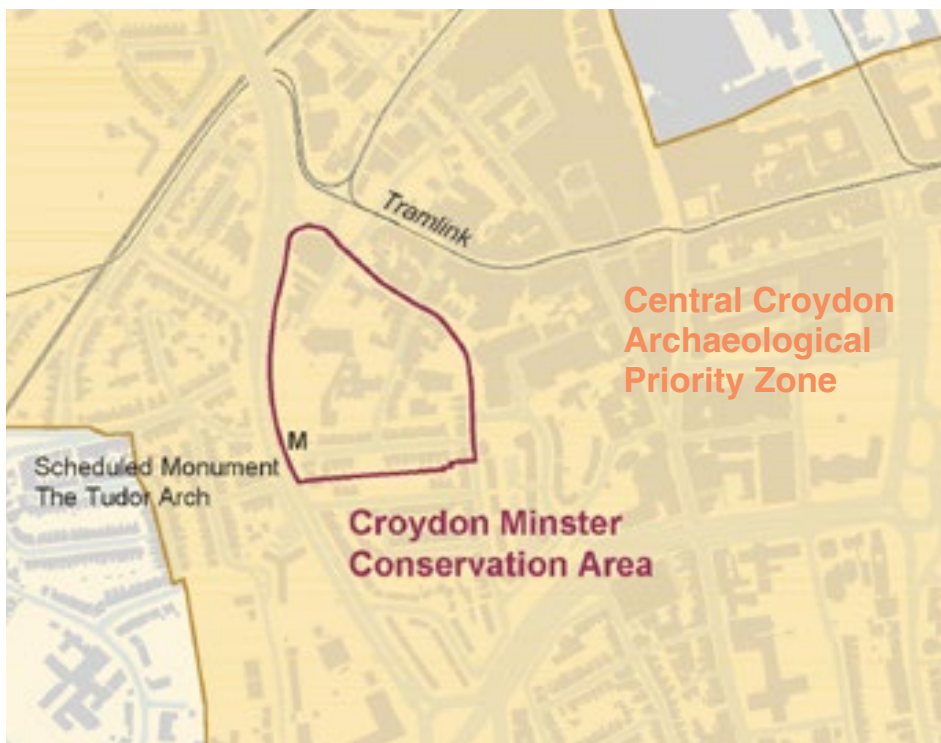 Tramlink
Central Croydon
Archaeological
Priority Zone
M
Scheduled Monument
The Tudor Arch
Croydon Minster
Conservation Area